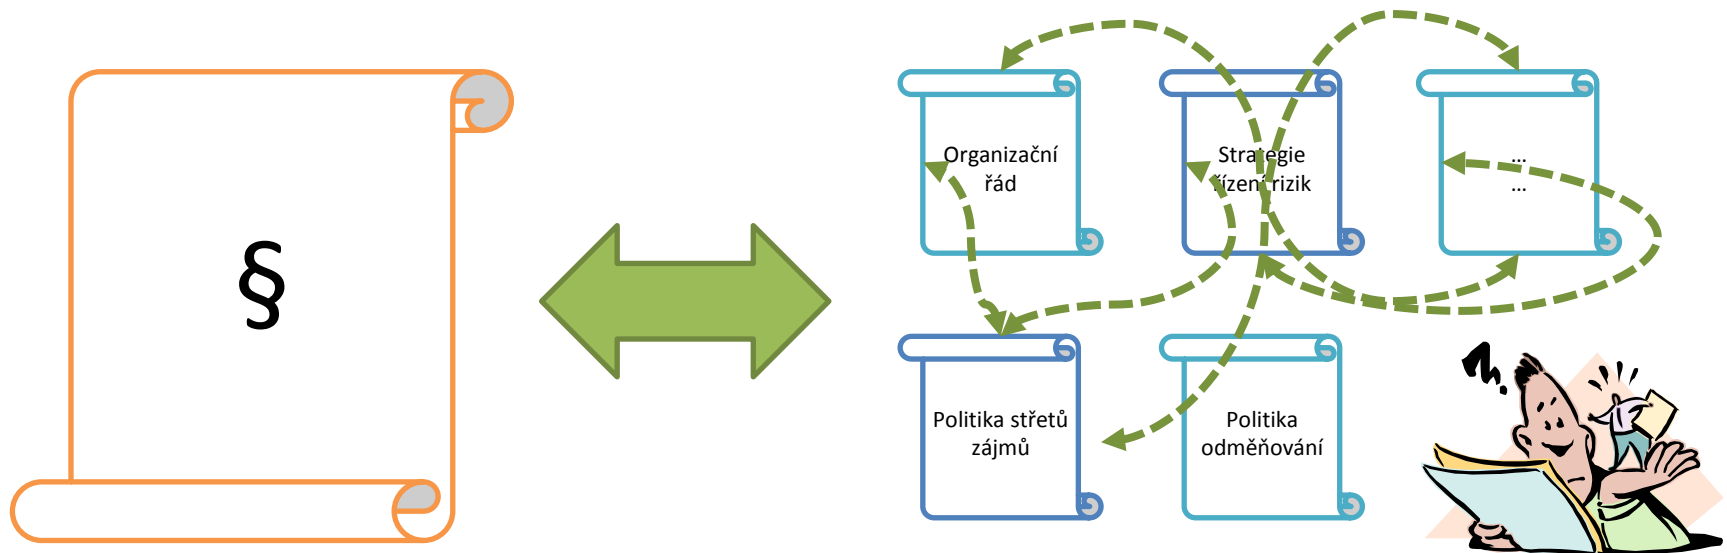 §
Organizační
řád
Strategie
řízení rizik
...
...
Politika střetů
zájmů
Politika
odměňování